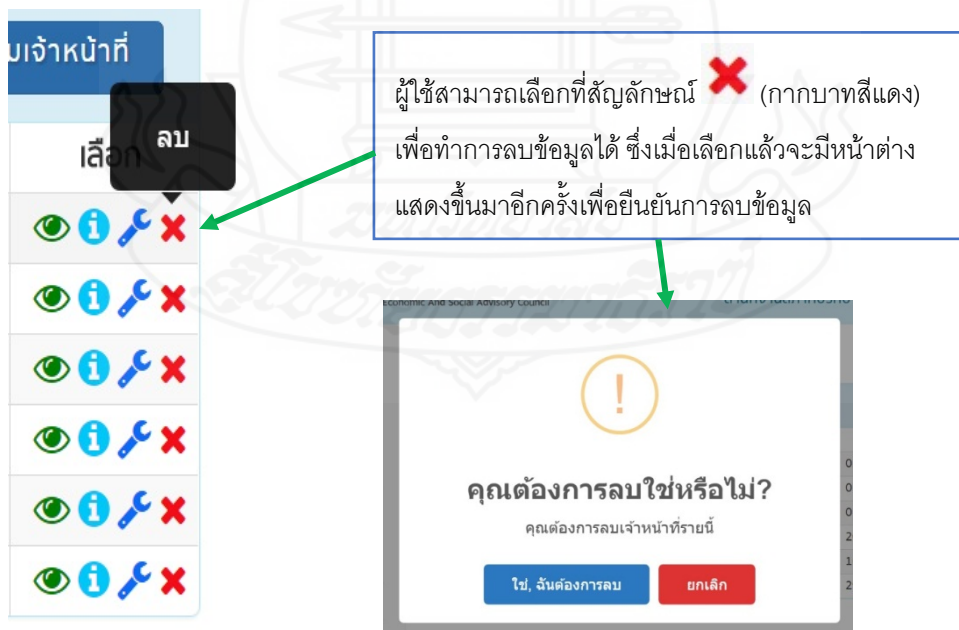 มเจ้าหน้าที่
ลบ
เลือก
ผู้ใช้สามารถเลือกที่สัญลักษณ์ (กากบาทสีแดง)
เพื่อทำการลบข้อมูลได้ ซึ่งเมื่อเลือกแล้วจะมีหน้าต่าง
แสดงขึ้นมาอีกครั้งเพื่อยืนยันการลบข้อมูล
Economic And Social Advisory Council
คุณต้องการลบใช่หรือไม่?
คุณต้องการลบเจ้าหน้าที่รายนี้
ใช่, ฉันต้องการลบ
ยกเลิก
0
0
0
2
1
2